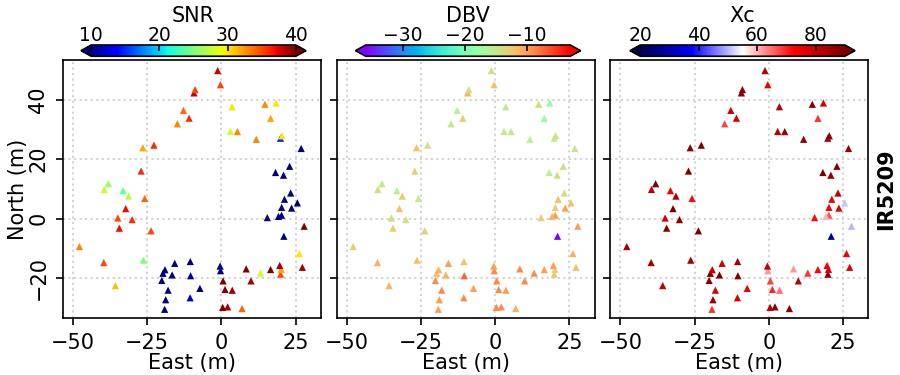 SNR DBV Xc
10 20 30 40 −30 −20 −10 20 40 60 80
40
20
0
−20
North (m)
IR5209
−50 −25 0 25 −50 −25 0 25 −50 −25 0 25
East (m) East (m) East (m)